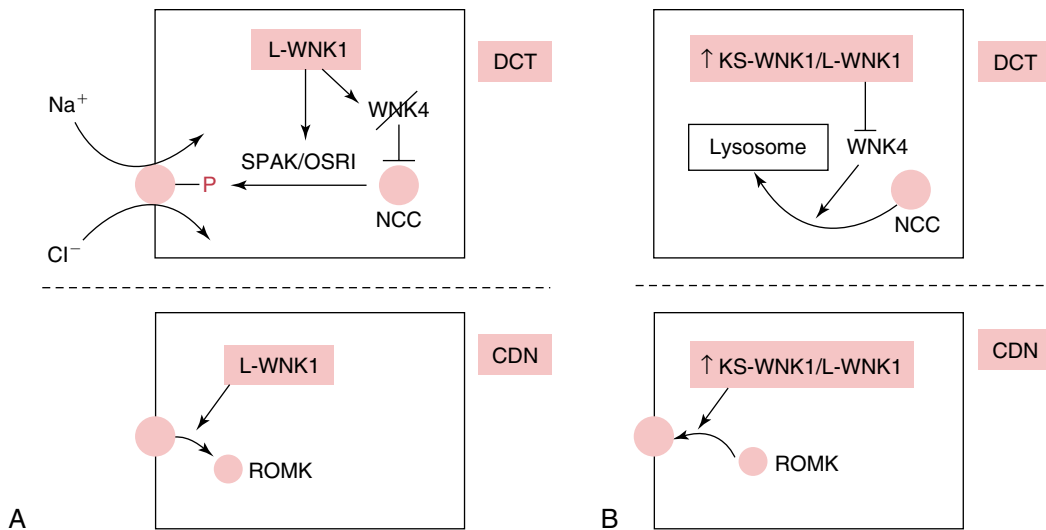 L-WNK1
DCT
Na+
WNK4
SPAK/OSRI
P
NCC
Cl−
L-WNK1
CDN
ROMK
A
↑ KS-WNK1/L-WNK1
DCT
Lysosome
WNK4
NCC
↑ KS-WNK1/L-WNK1
CDN
ROMK
B